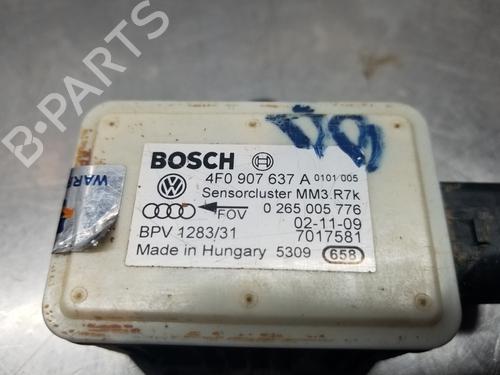 BOSCH 4F0 907 637 A 0101 005
Sensorcluster MM3.R7k
FOV 0 265 005 776
BPV 1283/31 02-11-09
7017581
Made in Hungary 5309 658
WARR
B-PARTS